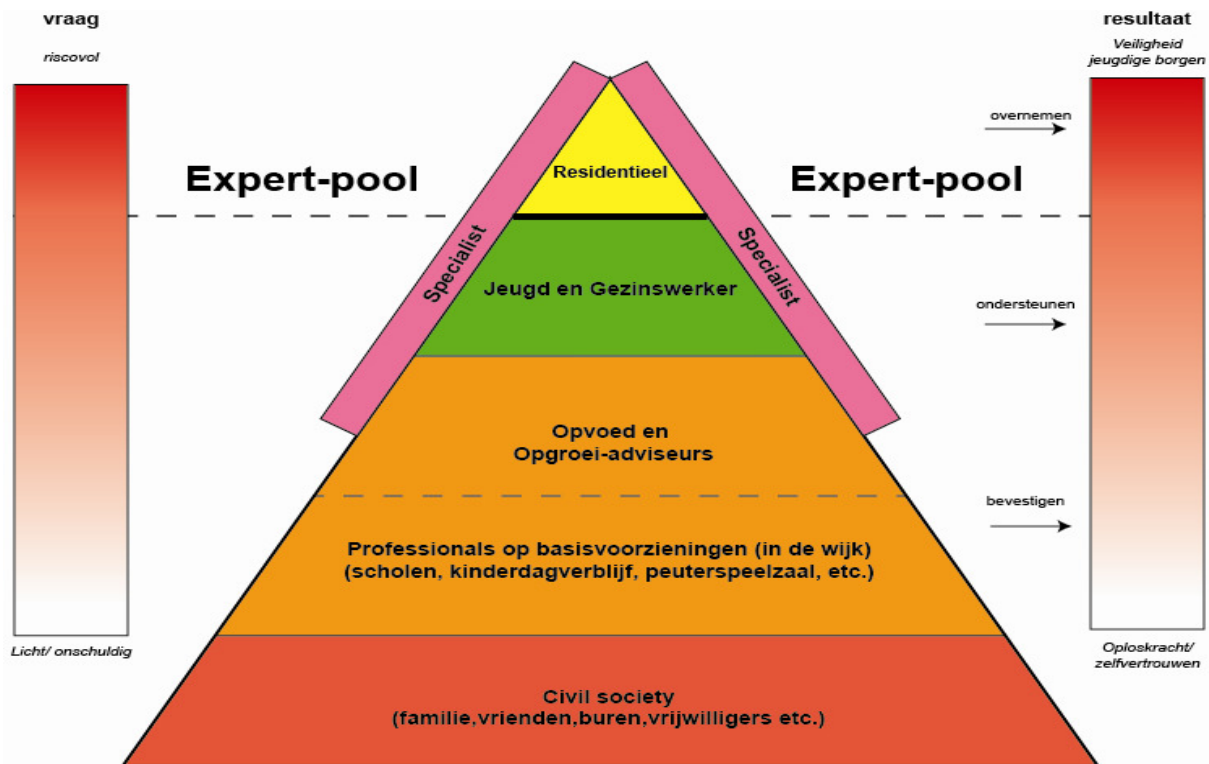 vraag
riscovol
resultaat
Veiligheid
jeugdige borgen
overnemen
Expert-pool
Residentieel
Expert-pool
Specialist
Specialist
Jeugd en Gezinswerker
ondersteunen
Opvoed en
Opgroei-adviseurs
bevestigen
Professionals op basisvoorzieningen (in de wijk)
(scholen, kinderdagverblijf, peuterspeelzaal, etc.)
Licht/ onschuldig
Oploskracht/
zelfvertrouwen
Civil society
(familie,vrienden,buren,vrijwilligers etc.)